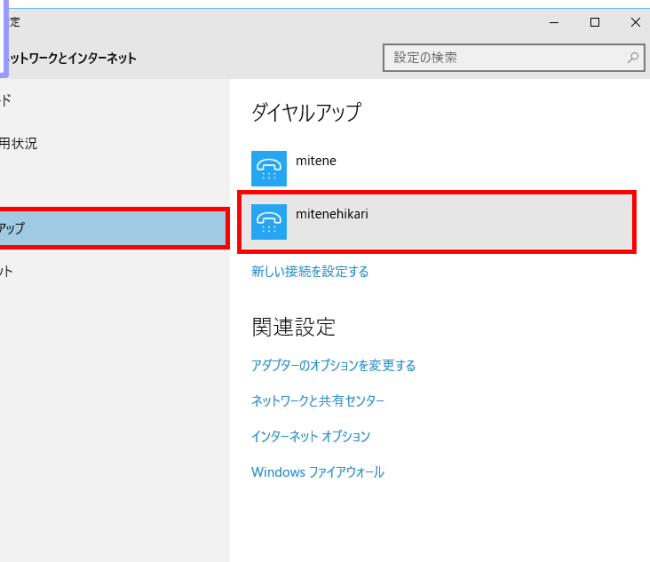 定
ットワークとインターネット
設定の検索
ド
用状況
アップ
ット
ダイヤルアップ
mitene
mitenehikari
新しい接続を設定する
関連設定
アダプターのオプションを変更する
ネットワークと共有センター
インターネット オプション
Windows ファイアウォール